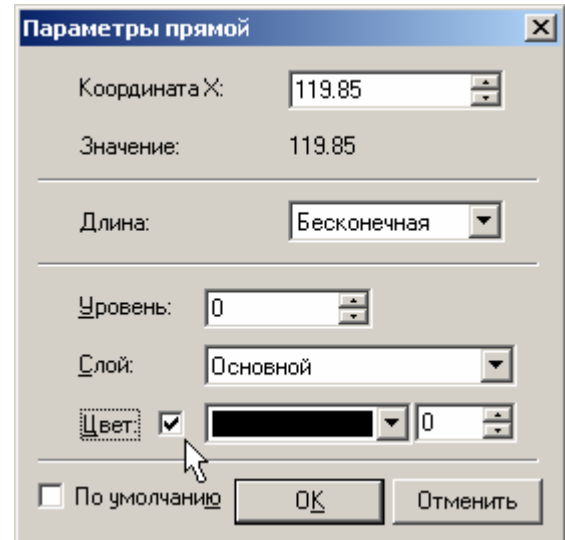 Параметры прямой
Координата X: 119.85
Значение: 119.85
Длина: Бесконечная
Уровень: 0
Слой: Основной
Цвет: 0
По умолчанию OK Отменить